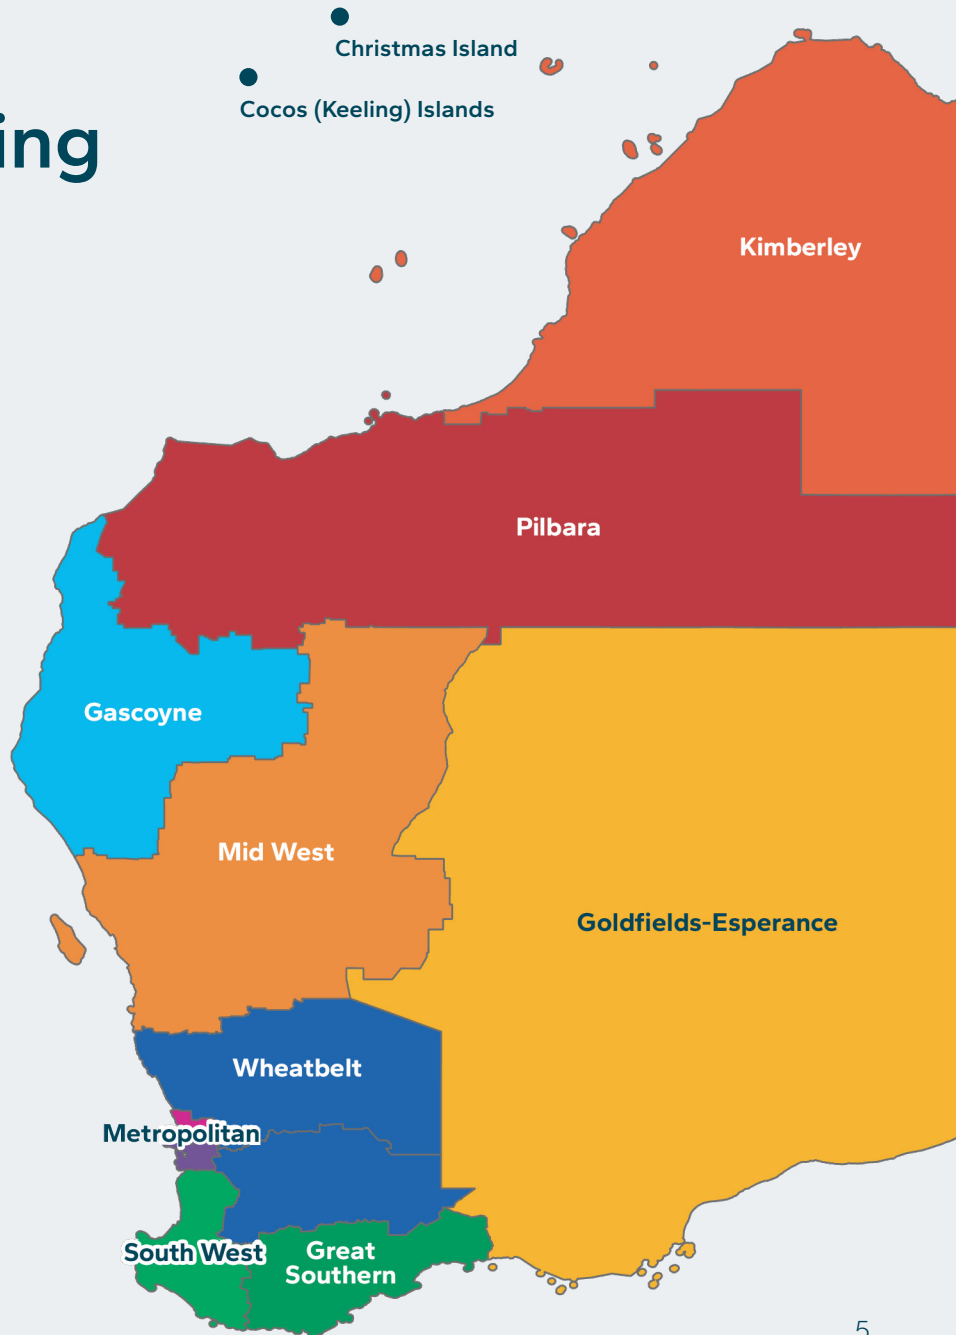 Christmas Island
Cocos (Keeling) Islands
ing
Kimberley
Pilbara
Gascoyne
Mid West
Goldfields-Esperance
Wheatbelt
Metropolitan
South West
Great
Southern
5